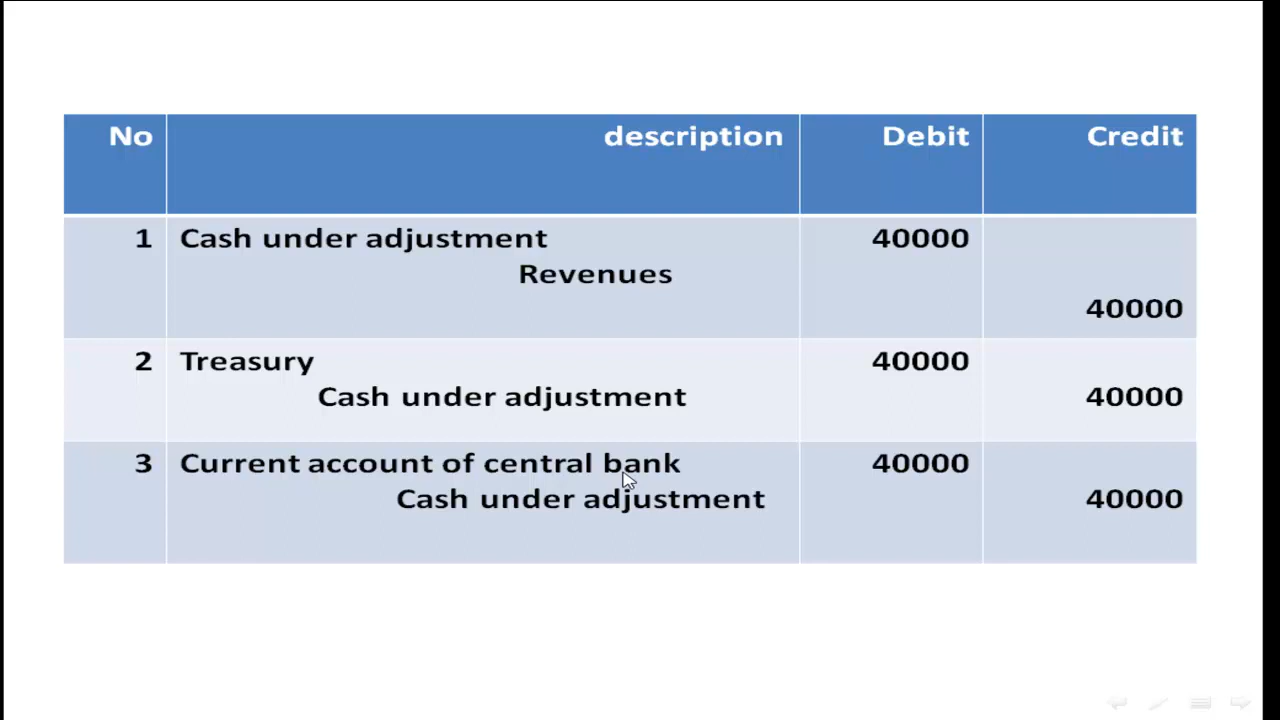 No description Debit Credit
1 Cash under adjustment 40000
Revenues
40000
2 Treasury 40000
Cash under adjustment 40000
3 Current account of central bank 40000
Cash under adjustment 40000